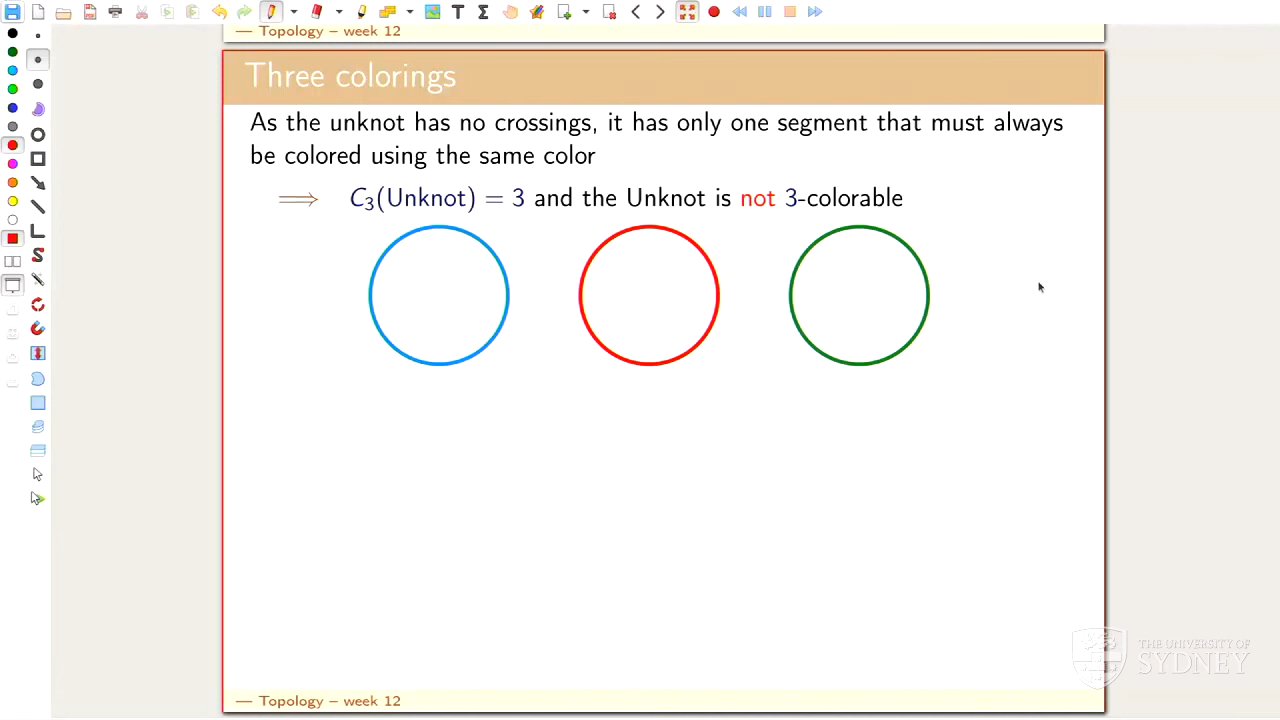 — Topology – week 12
Three colorings
As the unknot has no crossings, it has only one segment that must always
be colored using the same color
⟹ C₃(Unknot) = 3 and the Unknot is not 3-colorable
THE UNIVERSITY OF
SYDNEY
— Topology – week 12